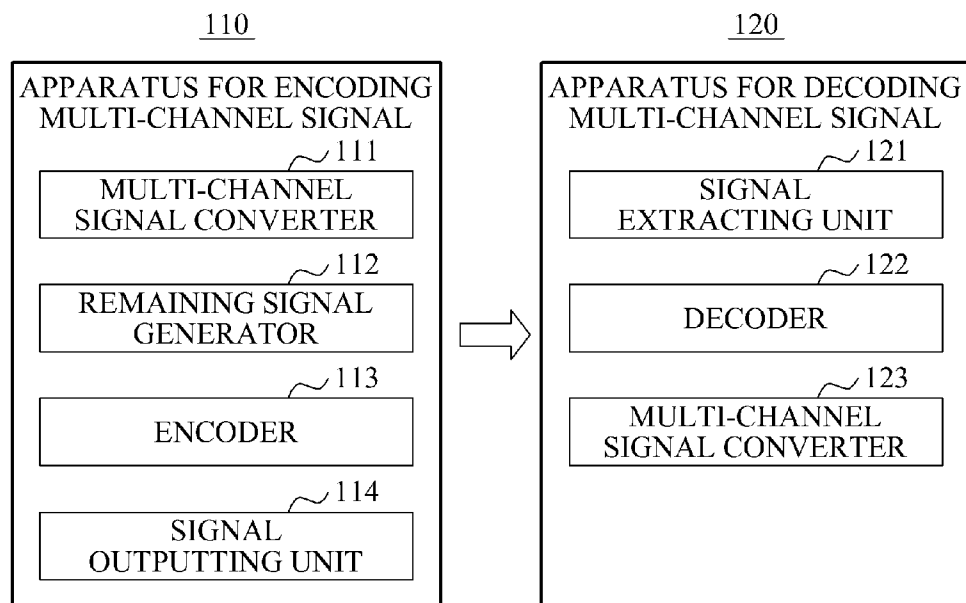 110
APPARATUS FOR ENCODING
MULTI-CHANNEL SIGNAL
111
MULTI-CHANNEL
SIGNAL CONVERTER
112
REMAINING SIGNAL
GENERATOR
113
ENCODER
114
SIGNAL
OUTPUTTING UNIT
120
APPARATUS FOR DECODING
MULTI-CHANNEL SIGNAL
121
SIGNAL
EXTRACTING UNIT
122
DECODER
123
MULTI-CHANNEL
SIGNAL CONVERTER